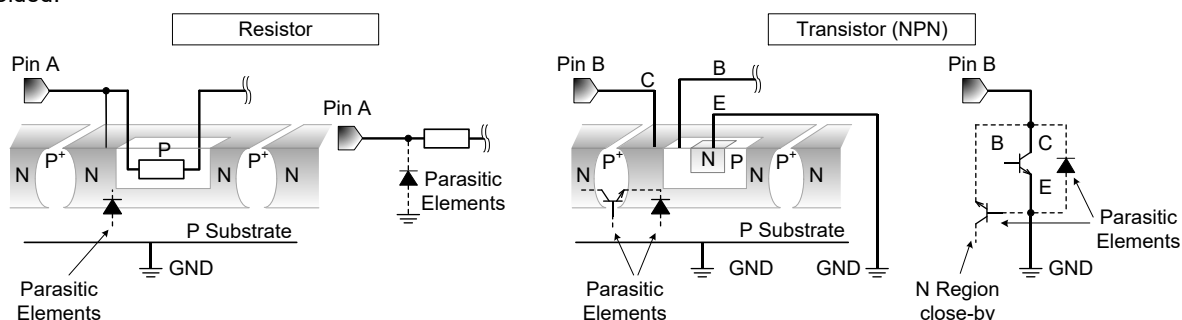 Resistor
Transistor (NPN)
Pin A
Pin A
N
P+
N
P
N
P+
N
Parasitic
Elements
P Substrate
GND
Parasitic
Elements
Pin B
C
B
E
N
P+
N
N
P
N
P+
N
P Substrate
GND
GND
Parasitic
Elements
Pin B
B
C
E
Parasitic
Elements
GND
N Region
close-by